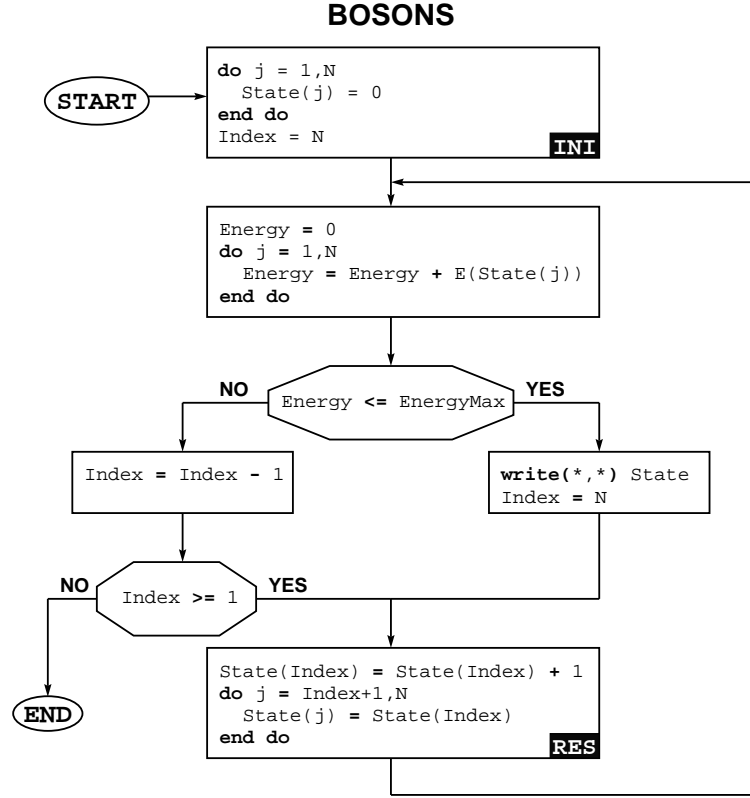 BOSONS
START
do j = 1,N
State(j) = 0
end do
Index = N
INI
Energy = 0
do j = 1,N
Energy = Energy + E(State(j))
end do
NO
Energy <= EnergyMax
YES
Index = Index - 1
write(*,*) State
Index = N
NO
Index >= 1
YES
State(Index) = State(Index) + 1
do j = Index+1,N
State(j) = State(Index)
end do
RES
END